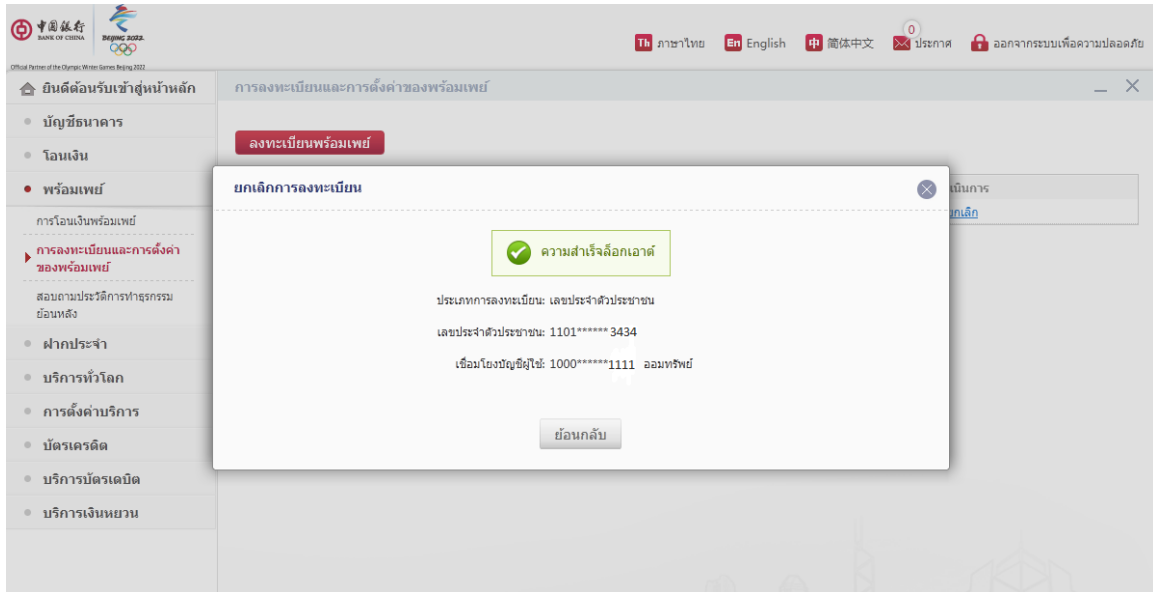 中国银行
BANK OF CHINA
BEIJING 2022
Official Partner of the Olympic Winter Games Beijing 2022
Th ภาษาไทย En English 中 简体中文 0 ประกาศ ออกจากระบบเพื่อความปลอดภัย
ยินดีต้อนรับเข้าสู่หน้าหลัก
บัญชีธนาคาร
โอนเงิน
พร้อมเพย์
การโอนเงินพร้อมเพย์
การลงทะเบียนและการตั้งค่า
ของพร้อมเพย์
สอบถามประวัติการทำธุรกรรม
ย้อนหลัง
ฝากประจำ
บริการทั่วโลก
การตั้งค่าบริการ
บัตรเครดิต
บริการบัตรเดบิต
บริการเงินหยวน
การลงทะเบียนและการตั้งค่าของพร้อมเพย์
ลงทะเบียนพร้อมเพย์
ยกเลิกการลงทะเบียน
ความสำเร็จล็อกเอาต์
ประเภทการลงทะเบียน: เลขประจำตัวประชาชน
เลขประจำตัวประชาชน: 1101******3434
เชื่อมโยงบัญชีผู้ใช้: 1000******1111 ออมทรัพย์
ย้อนกลับ